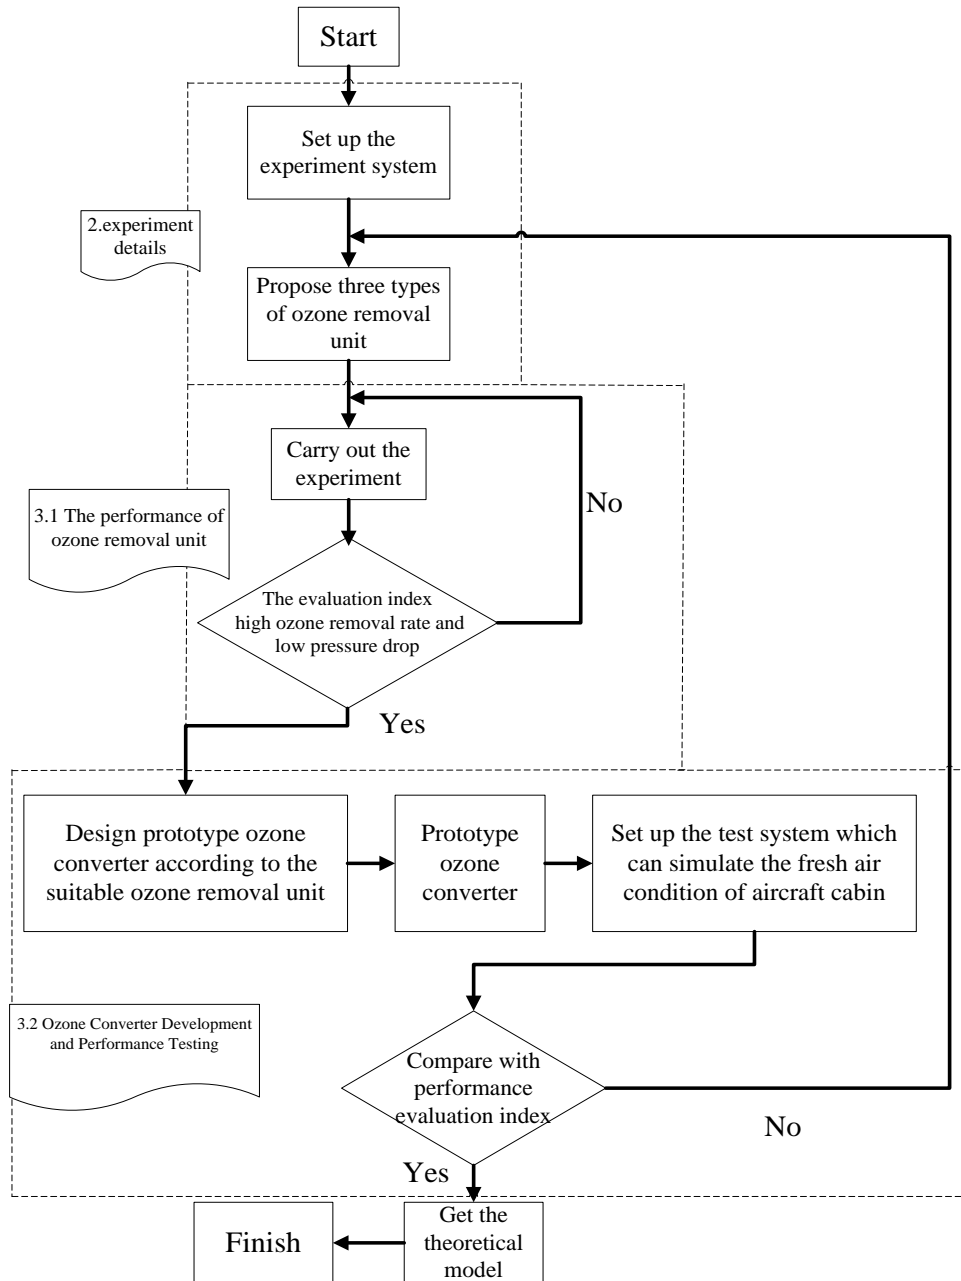 Start
Set up the
experiment system
2.experiment
details
Propose three types
of ozone removal
unit
Carry out the
experiment
No
3.1 The performance of
ozone removal unit
The evaluation index
high ozone removal rate and
low pressure drop
Yes
Design prototype ozone
converter according to the
suitable ozone removal unit
Prototype
ozone
converter
Set up the test system which
can simulate the fresh air
condition of aircraft cabin
3.2 Ozone Converter Development
and Performance Testing
Compare with
performance
evaluation index
No
Yes
Get the
theoretical
model
Finish